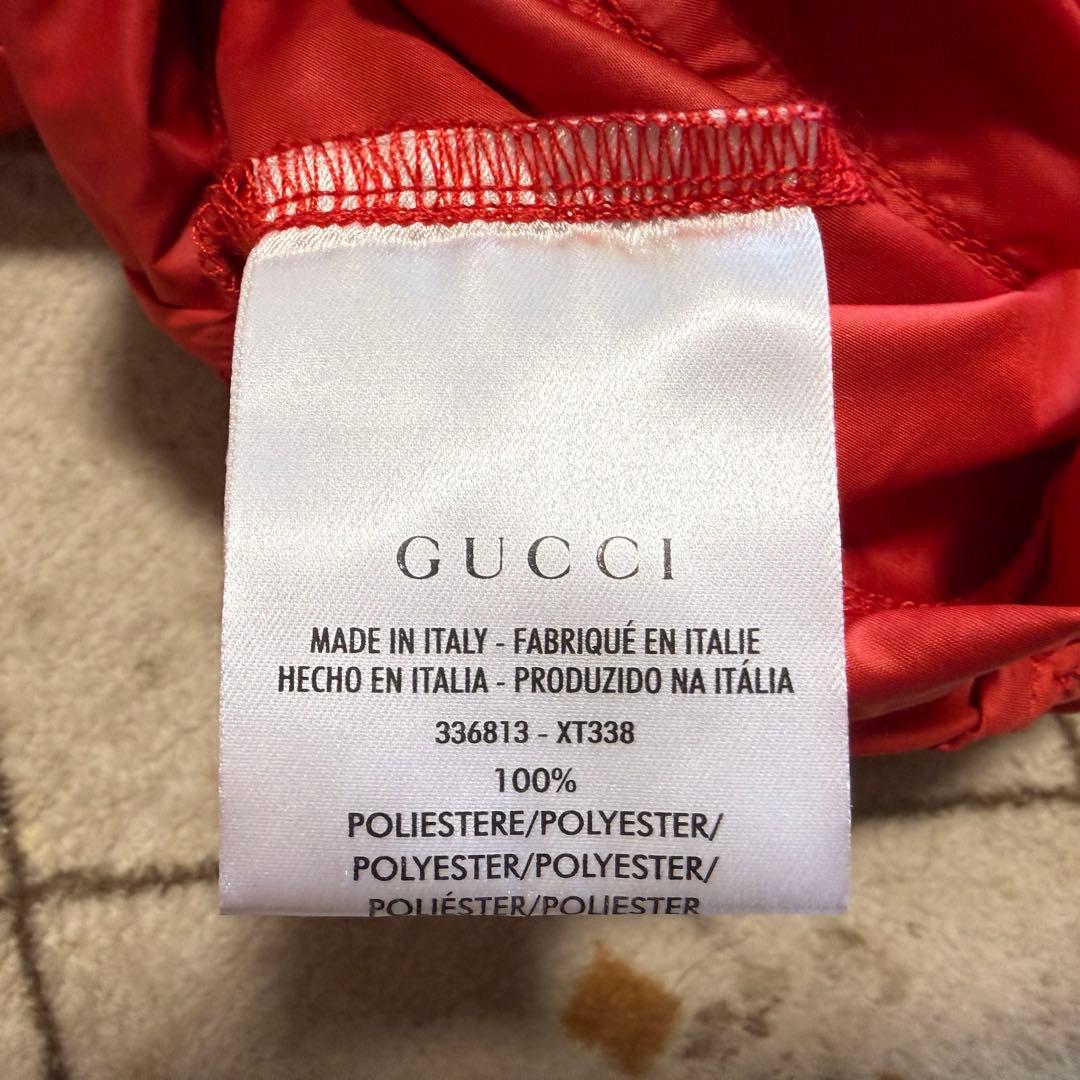 GUCCI
MADE IN ITALY - FABRIQUÉ EN ITALIE
HECHO EN ITALIA - PRODUZIDO NA ITÁLIA
336813 - XT338
100%
POLIESTERE/POLYESTER/
POLYESTER/POLYESTER/
POLIÉSTER/POLIESTER